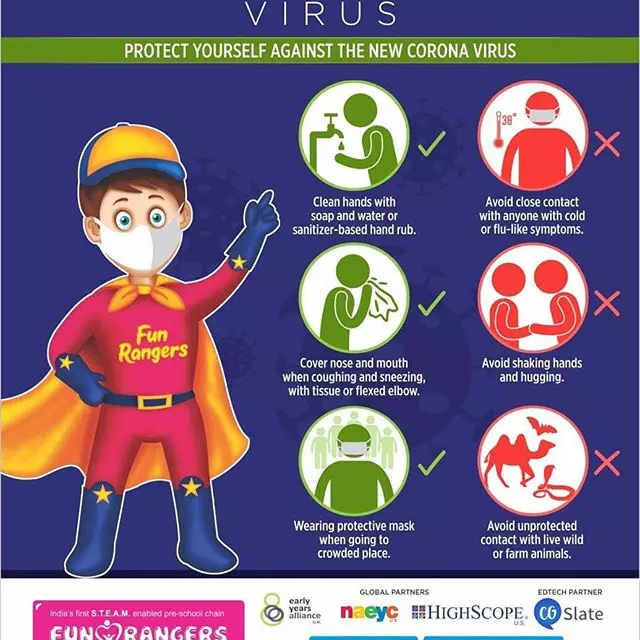 VIRUS
PROTECT YOURSELF AGAINST THE NEW CORONA VIRUS
38°
Clean hands with
soap and water or
sanitizer-based hand rub.
Avoid close contact
with anyone with cold
or flu-like symptoms.
Fun
Rangers
Cover nose and mouth
when coughing and sneezing,
with tissue or flexed elbow.
Avoid shaking hands
and hugging.
Wearing protective mask
when going to
crowded place.
Avoid unprotected
contact with live wild
or farm animals.
India's first S.T.E.A.M. enabled pre-school chain
FUN RANGERS
GLOBAL PARTNERS
early
years
alliance
U.K
naeyc
U.S
HIGHSCOPE
U.S.
EDTECH PARTNER
CQ Slate